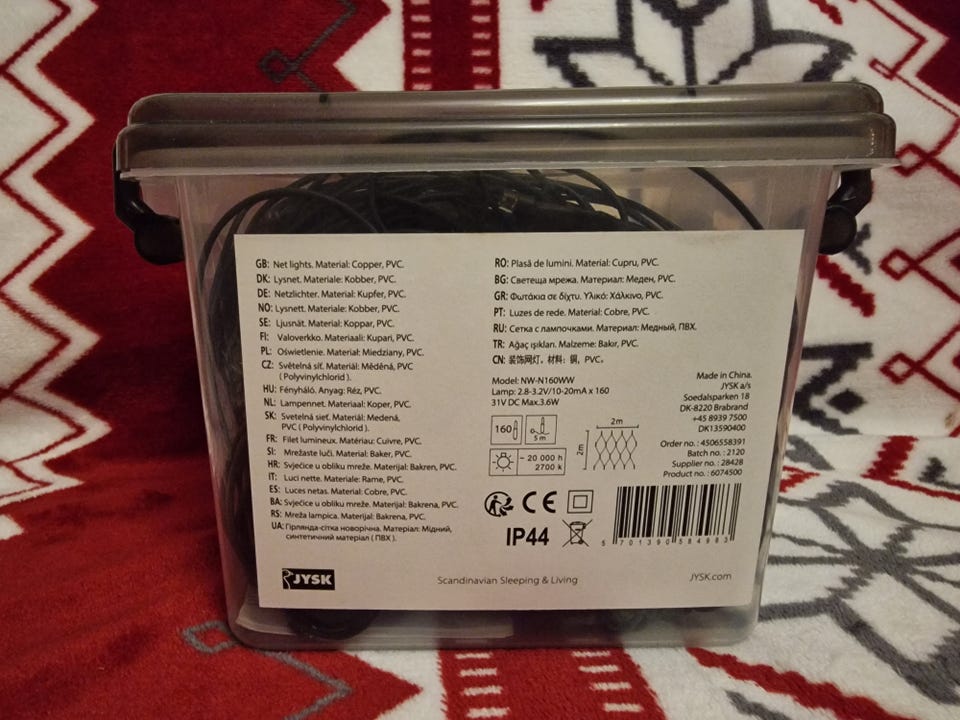 GB: Net lights. Material: Copper, PVC.
DK: Lysnet. Materiale: Kobber, PVC.
DE: Netzlichter. Material: Kupfer, PVC.
NO: Lysnett. Materiale: Kobber, PVC.
SE: Ljusnät. Material: Koppar, PVC.
FI: Valoverkko. Materiaali: Kupari, PVC.
PL: Oświetlenie. Materiał: Miedziany, PVC.
CZ: Světelná síť. Materiál: Měděná, PVC
(Polyvinylchlorid).
HU: Fényháló. Anyag: Réz, PVC.
NL: Lampennet. Materiaal: Koper, PVC.
SK: Svetelná sieť. Materiál: Medená,
PVC (Polyvinylchlorid).
FR: Filet lumineux. Matériau: Cuivre, PVC.
SI: Mrežaste luči. Material: Baker, PVC.
HR: Svjećice u obliku mreže. Materijal: Bakren, PVC.
IT: Luci nette. Materiale: Rame, PVC.
ES: Luces netas. Material: Cobre, PVC.
BA: Svjećice u obliku mreže. Materijal: Bakrena, PVC.
RS: Mreža lampica. Materijal: Bakrena, PVC.
UA: Гірлянда-сітка новорічна. Материал: Мідний,
синтетичний матеріал (ПВХ).
RO: Plasă de lumini. Material: Cupru, PVC.
BG: Светеща мрежа. Материал: Меден, PVC.
GR: Φωτάκια σε δίχτυ. Υλικό: Χάλκινο, PVC.
PT: Luzes de rede. Material: Cobre, PVC.
RU: Сетка с лампочками. Материал: Медный, ПВХ.
TR: Ağaç ışıkları. Malzeme: Bakır, PVC.
CN: 装饰网灯。材料：铜，PVC。
Model: NW-N160WW
Lamp: 2.8-3.2V/10-20mA x 160
31V DC Max.3.6W
Made in China.
JYSK a/s
Soedalsparken 18
DK-8220 Brabrand
+45 8939 7500
DK13590400
Order no.: 4506558391
Batch no.: 2120
Supplier no.: 28428
Product no.: 6074500
160
5 m
2m
2m
~ 20 000 h
2700 k
CE
IP44
5 701390 584983
JYSK
Scandinavian Sleeping & Living
JYSK.com